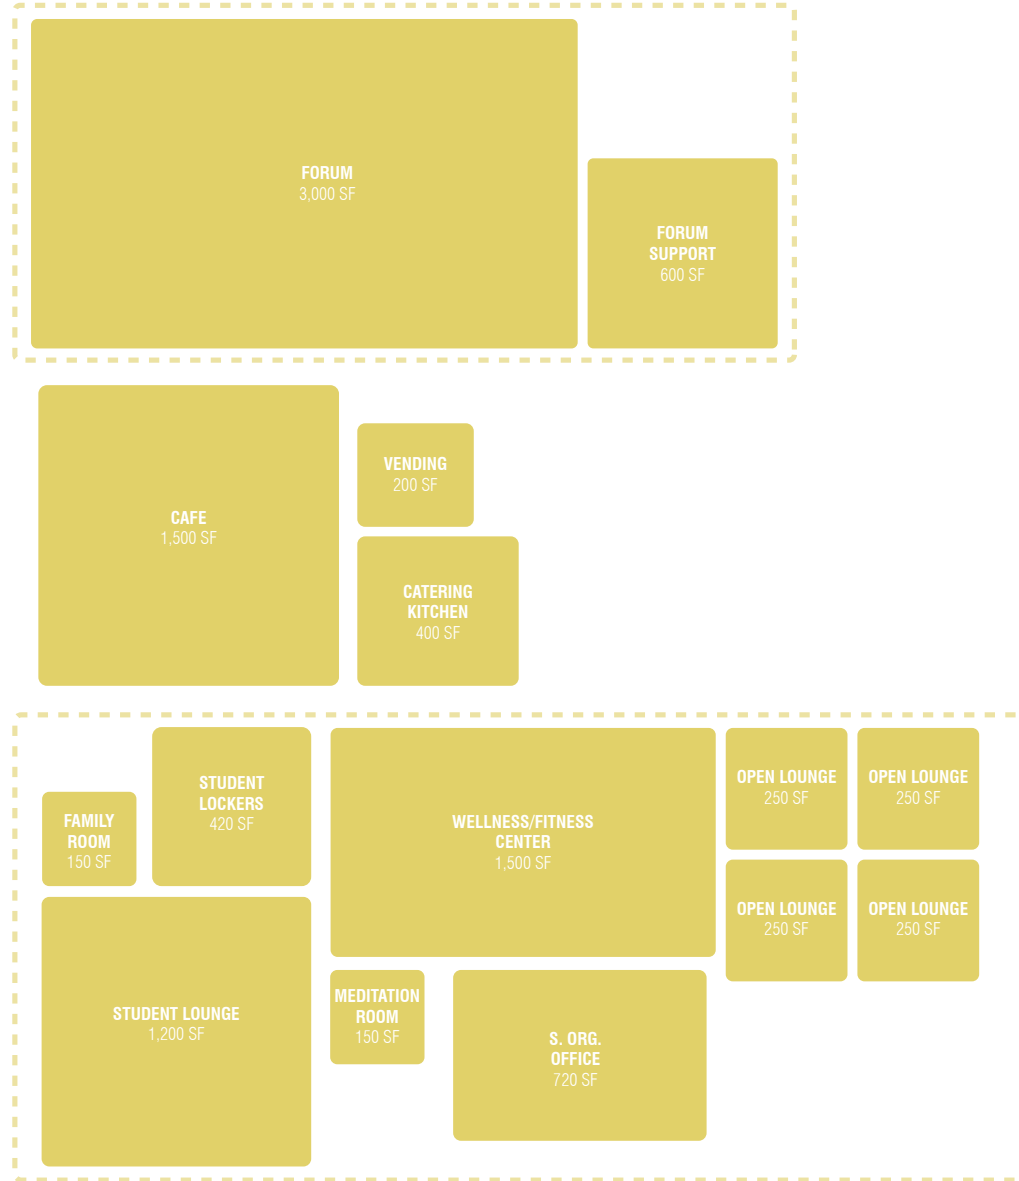 FORUM
3,000 SF
FORUM
SUPPORT
600 SF
CAFE
1,500 SF
VENDING
200 SF
CATERING
KITCHEN
400 SF
FAMILY
ROOM
150 SF
STUDENT
LOCKERS
420 SF
WELLNESS/FITNESS
CENTER
1,500 SF
OPEN LOUNGE
250 SF
OPEN LOUNGE
250 SF
OPEN LOUNGE
250 SF
OPEN LOUNGE
250 SF
STUDENT LOUNGE
1,200 SF
MEDITATION
ROOM
150 SF
S. ORG.
OFFICE
720 SF